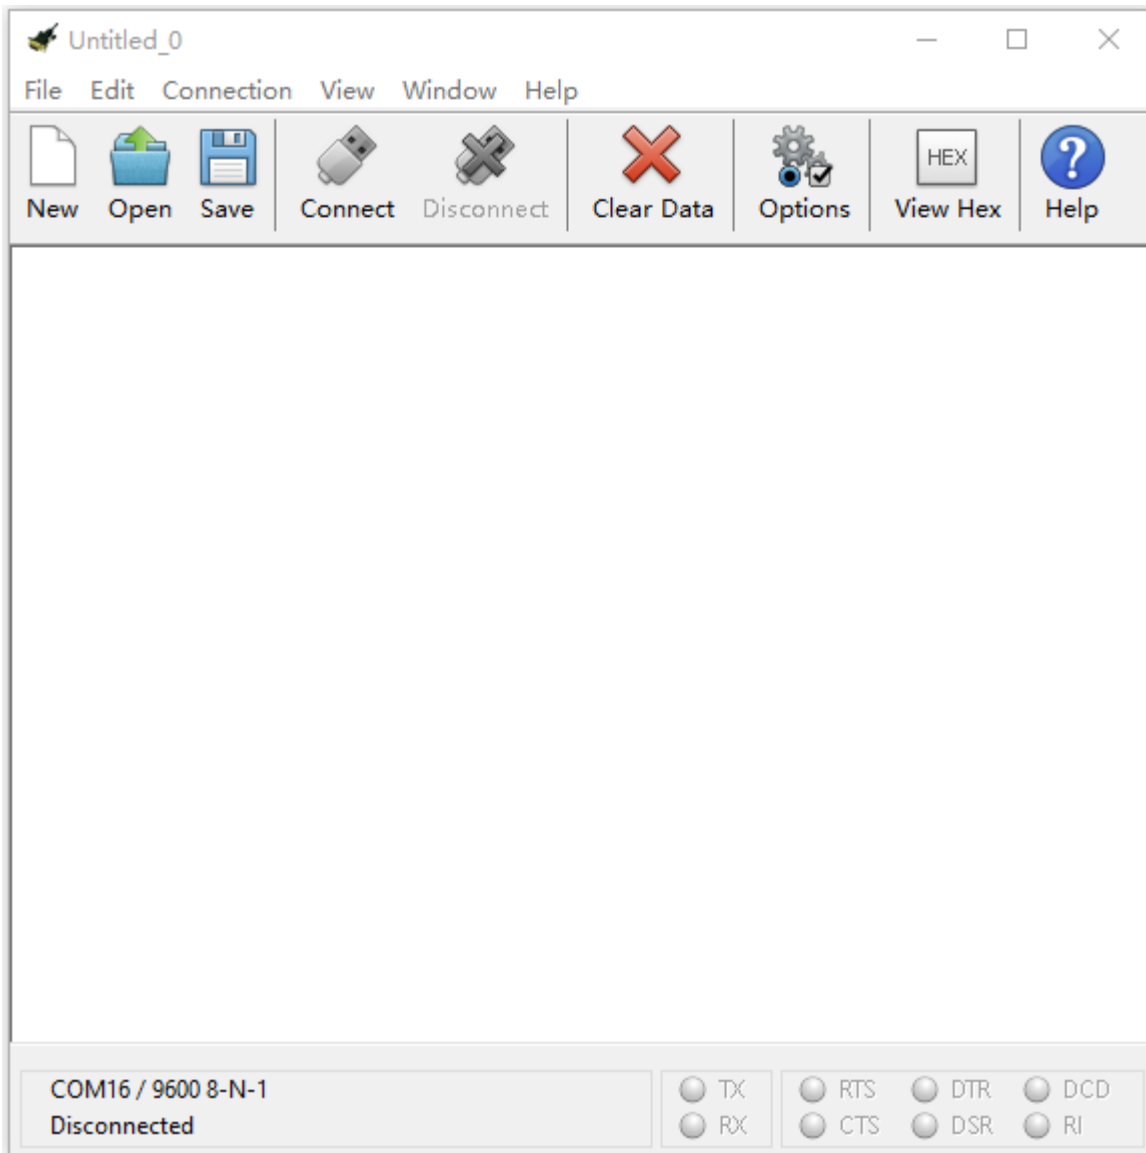 Untitled_0
File Edit Connection View Window Help
HEX ?
New Open Save Connect Disconnect Clear Data Options View Hex Help
COM16 / 9600 8-N-1
Disconnected
TX RTS DTR DCD
RX CTS DSR RI